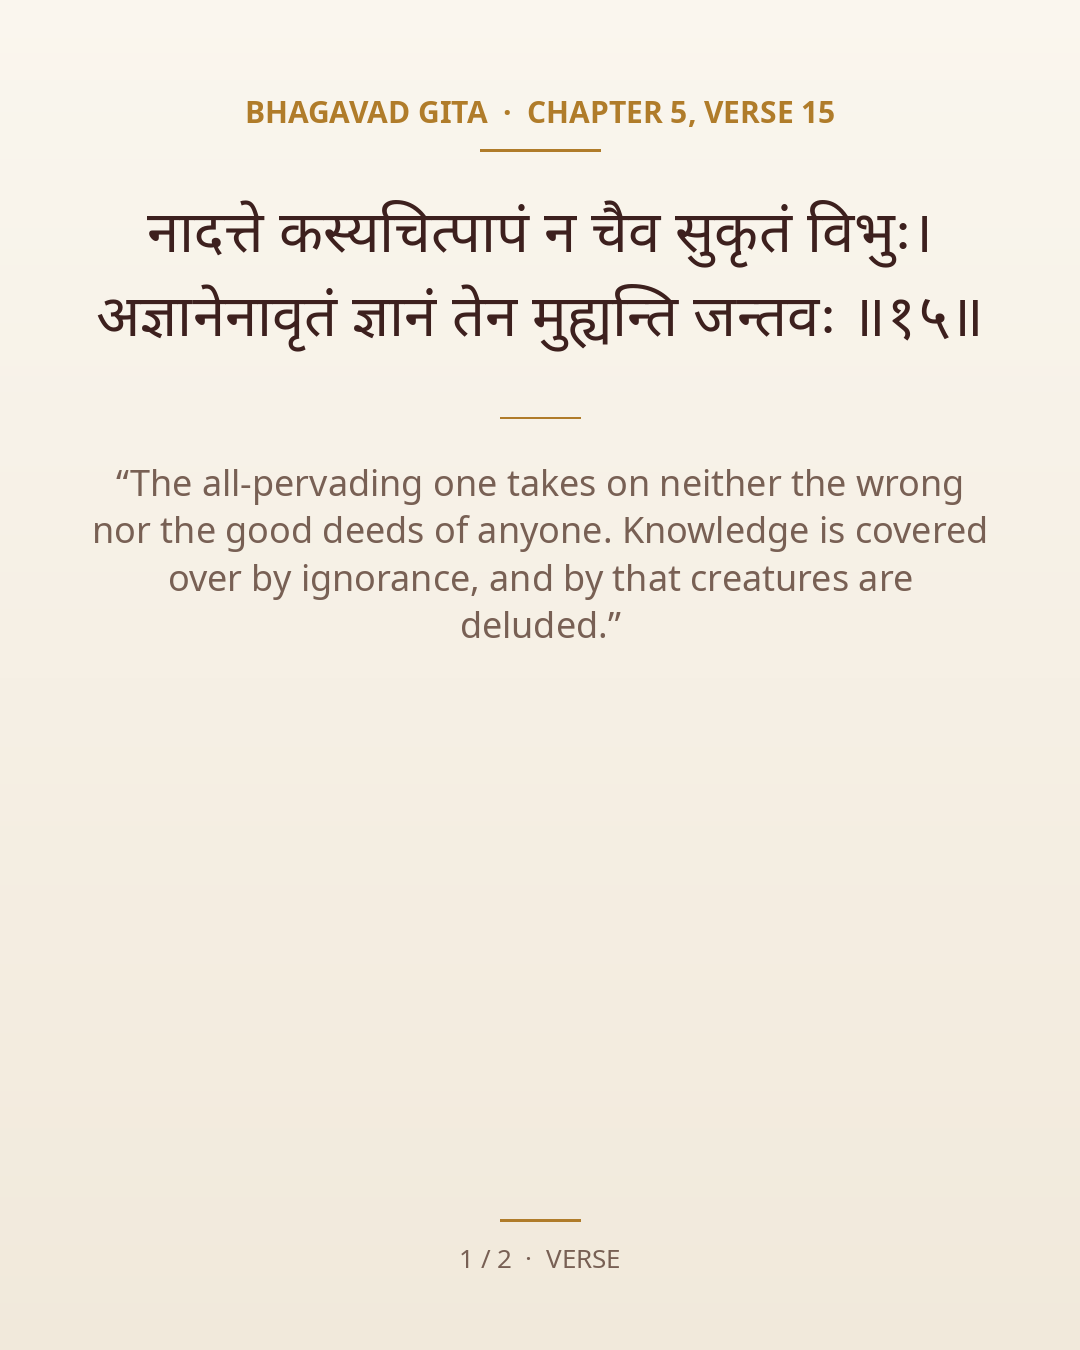 BHAGAVAD GITA · CHAPTER 5, VERSE 15
नादत्ते कस्यचित्पापं न चैव सुकृतं विभुः।
अज्ञानेनावृतं ज्ञानं तेन मुह्यन्ति जन्तवः ॥१५॥
“The all-pervading one takes on neither the wrong
nor the good deeds of anyone. Knowledge is covered
over by ignorance, and by that creatures are
deluded.”
1 / 2 · VERSE